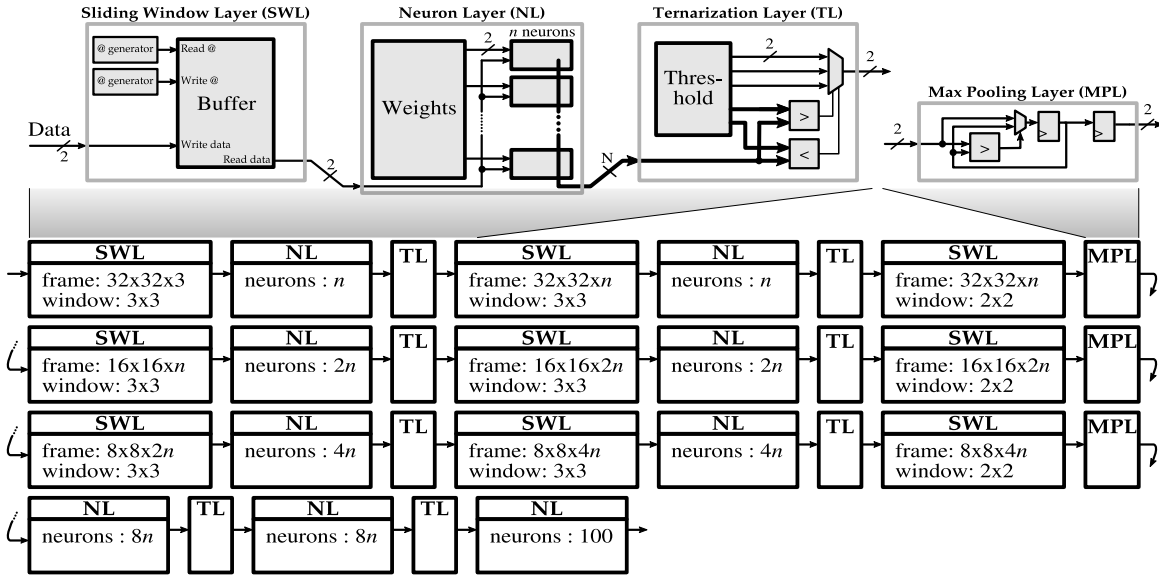 Sliding Window Layer (SWL)
Neuron Layer (NL)
Ternarization Layer (TL)
Max Pooling Layer (MPL)
@ generator
Read @
@ generator
Write @
Buffer
Data
2
Write data
Read data
2
2
n neurons
Weights
N
Thres-
hold
2
2
>
<
2
>
>
>
2
SWL
frame: 32x32x3
window: 3x3
NL
neurons : n
TL
SWL
frame: 32x32xn
window: 3x3
NL
neurons : n
TL
SWL
frame: 32x32xn
window: 2x2
MPL
SWL
frame: 16x16xn
window: 3x3
NL
neurons : 2n
TL
SWL
frame: 16x16x2n
window: 3x3
NL
neurons : 2n
TL
SWL
frame: 16x16x2n
window: 2x2
MPL
SWL
frame: 8x8x2n
window: 3x3
NL
neurons : 4n
TL
SWL
frame: 8x8x4n
window: 3x3
NL
neurons : 4n
TL
SWL
frame: 8x8x4n
window: 2x2
MPL
NL
neurons : 8n
TL
NL
neurons : 8n
TL
NL
neurons : 100